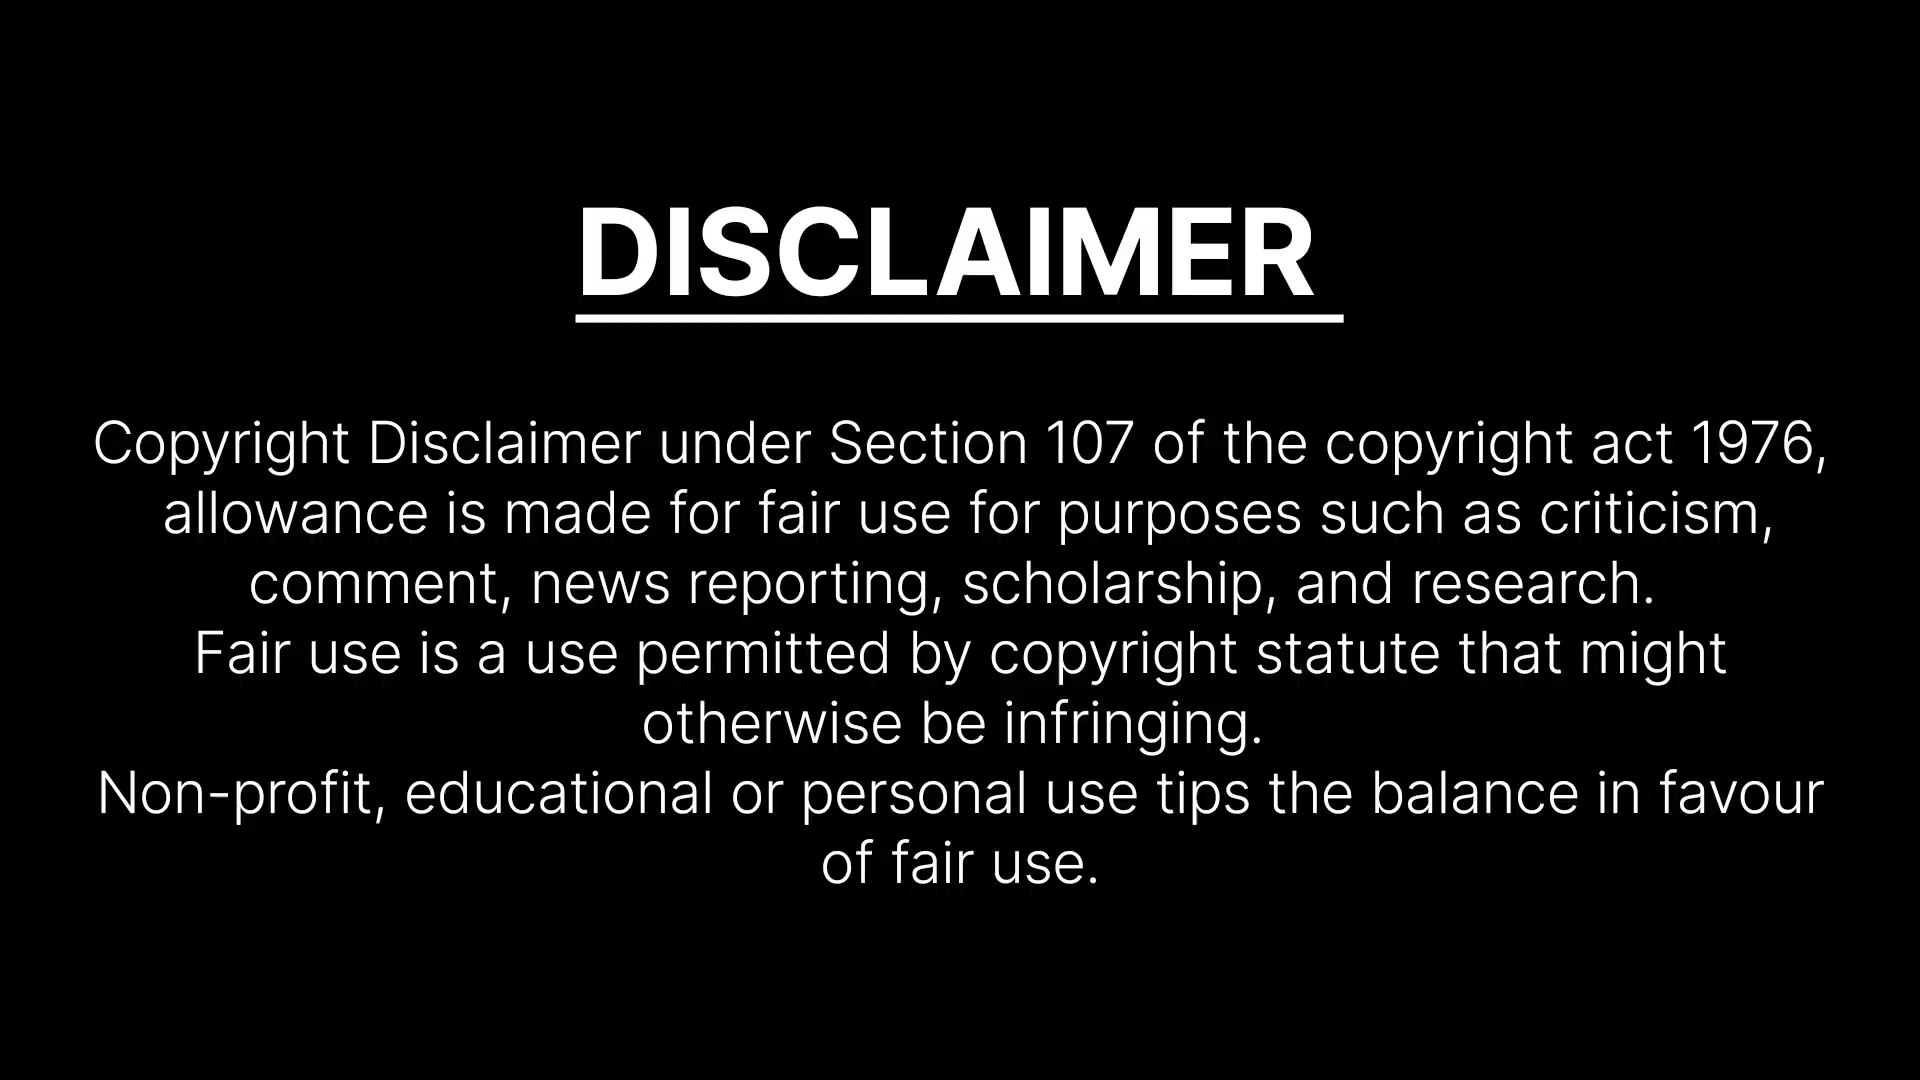 DISCLAIMER
Copyright Disclaimer under Section 107 of the copyright act 1976,
allowance is made for fair use for purposes such as criticism,
comment, news reporting, scholarship, and research.
Fair use is a use permitted by copyright statute that might
otherwise be infringing.
Non-profit, educational or personal use tips the balance in favour
of fair use.